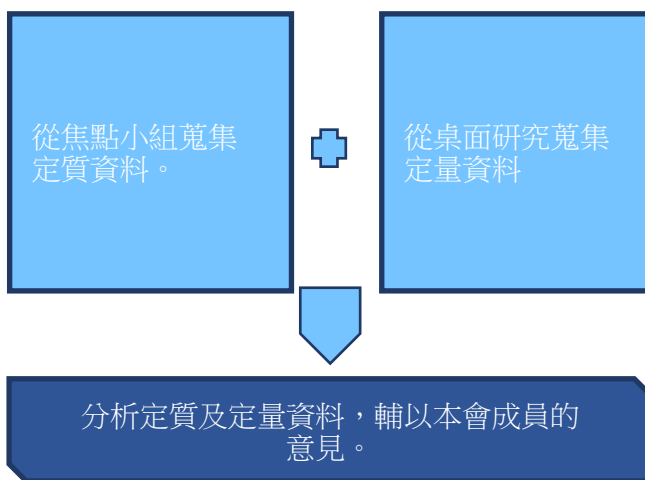 從焦點小組蒐集
定質資料。
從桌面研究蒐集
定量資料
分析定質及定量資料，輔以本會成員的
意見。